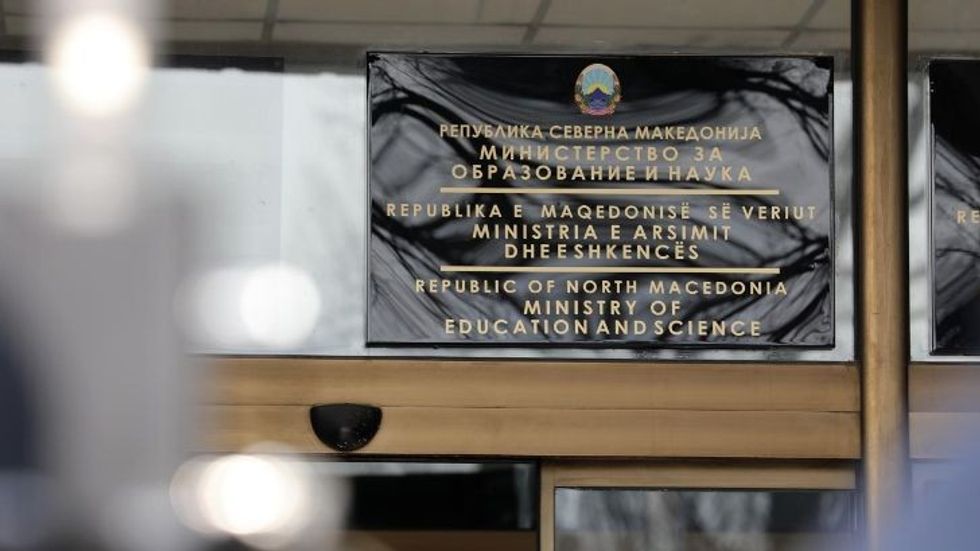 РЕПУБЛИКА СЕВЕРНА МАКЕДОНИЈА
МИНИСТЕРСТВО ЗА
ОБРАЗОВАНИЕ И НАУКА
REPUBLIKA E MAQEDONISË SË VERIUT
MINISTRIA E ARSIMIT
DHE ESHKENCËS
REPUBLIC OF NORTH MACEDONIA
MINISTRY OF
EDUCATION AND SCIENCE